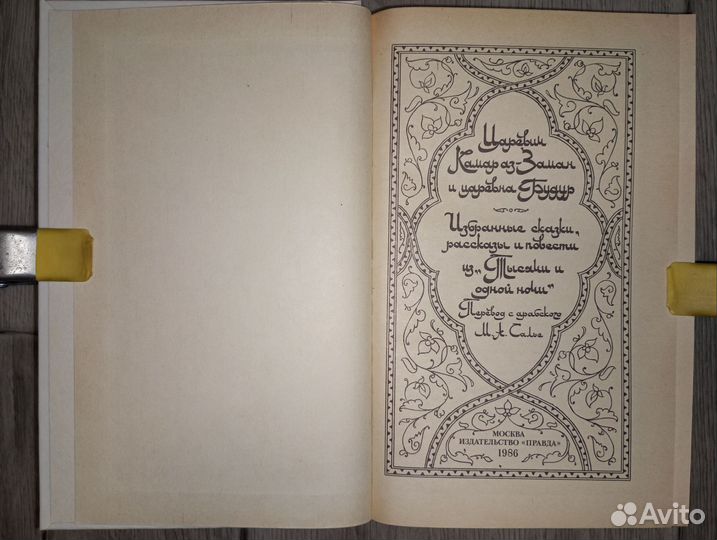 Царевич
Камар аз-Заман
и царевна Будур
Избранные сказки,
рассказы и повести
из „Тысячи и
одной ночи“
Перевод с арабского
М. А. Салье
МОСКВА
ИЗДАТЕЛЬСТВО «ПРАВДА»
1986
Avito